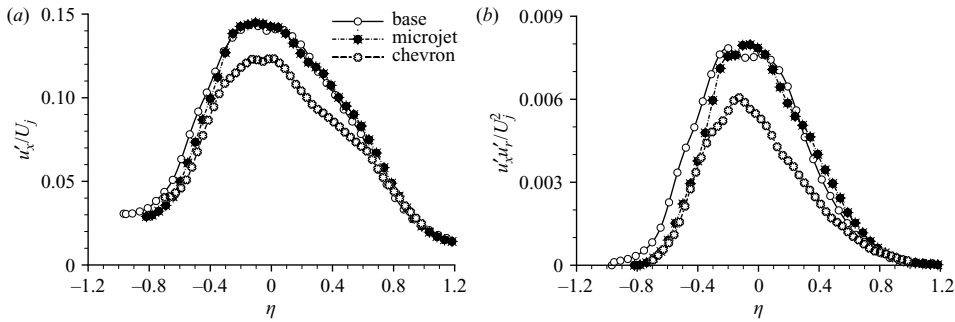 (a)
0.15
0.10
0.05
0
u′x/Uj
–1.2
–0.8
–0.4
0
0.4
0.8
1.2
η
base
microjet
chevron
(b)
0.009
0.006
0.003
0
u′xu′r/U²j
–1.2
–0.8
–0.4
0
0.4
0.8
1.2
η